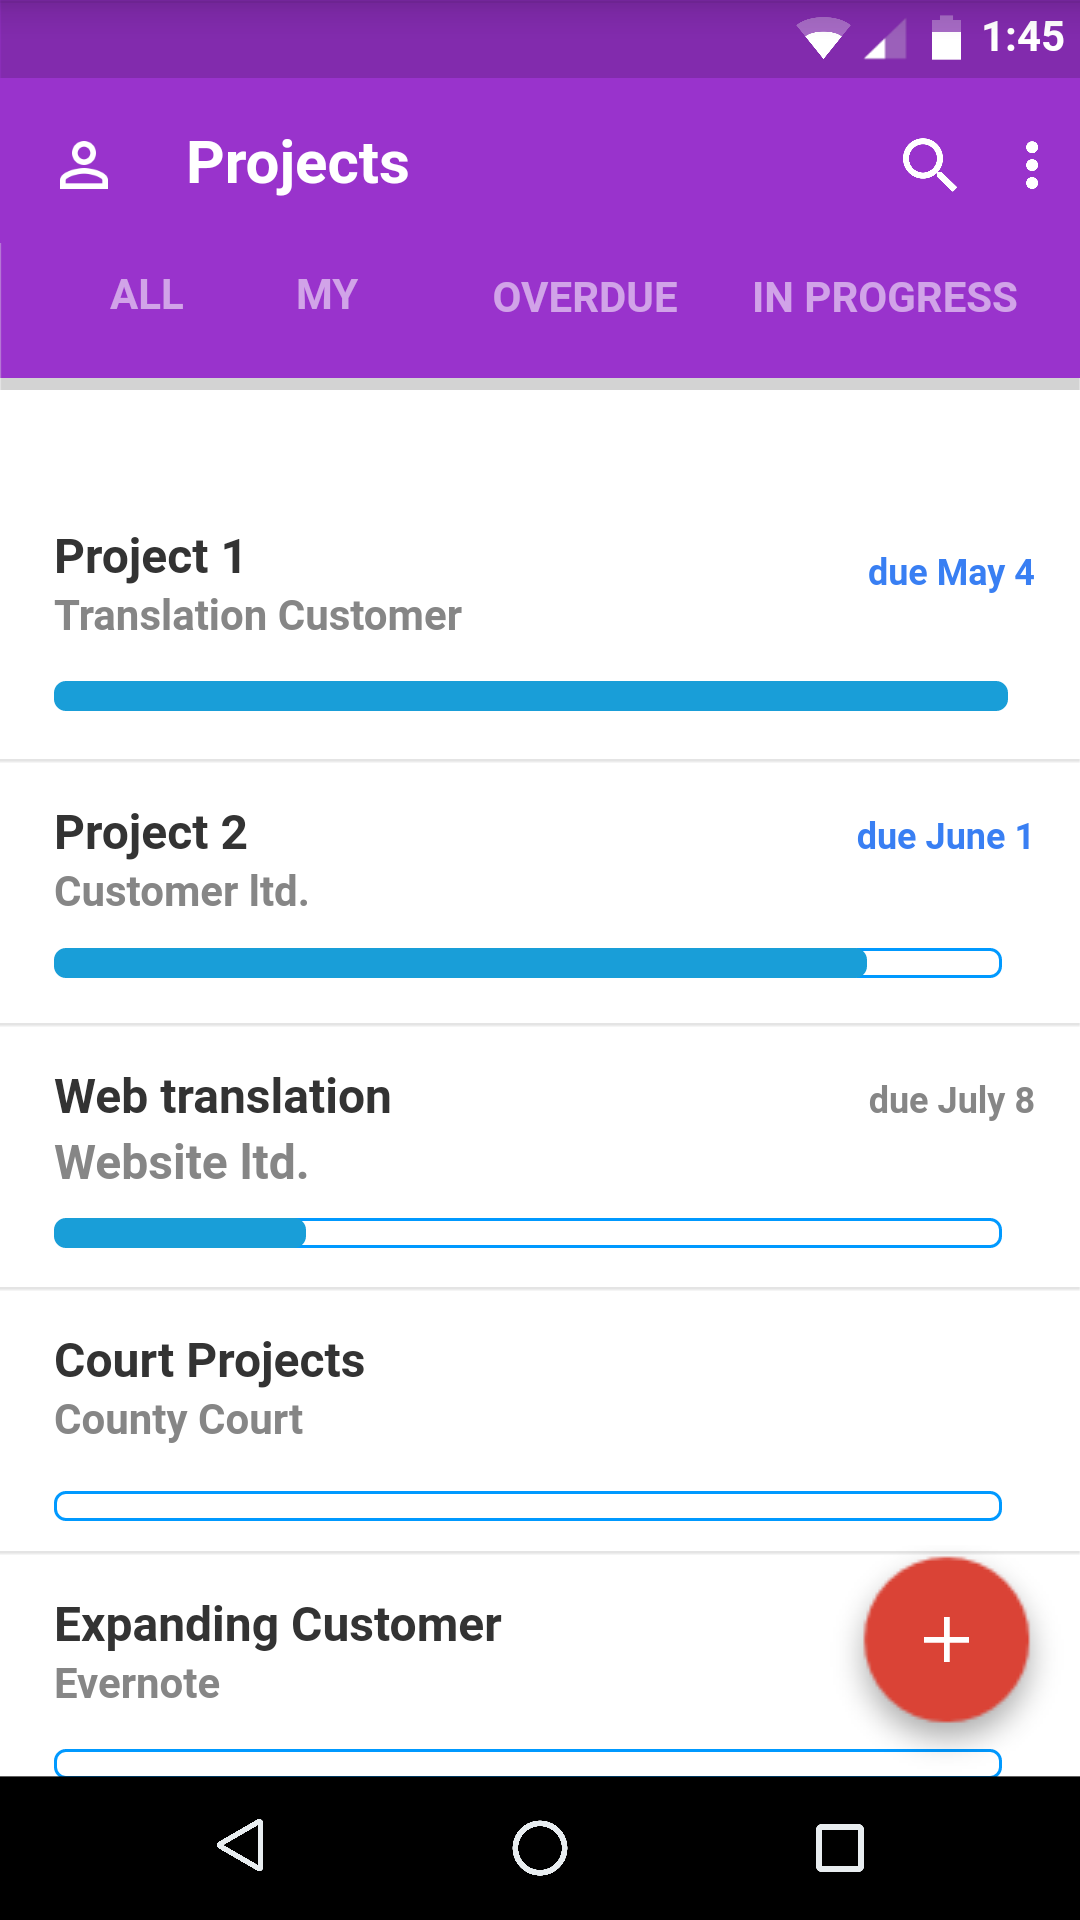 1:45
Projects
ALL MY OVERDUE IN PROGRESS
Project 1
due May 4
Translation Customer
Project 2
due June 1
Customer ltd.
Web translation
due July 8
Website ltd.
Court Projects
County Court
Expanding Customer
Evernote